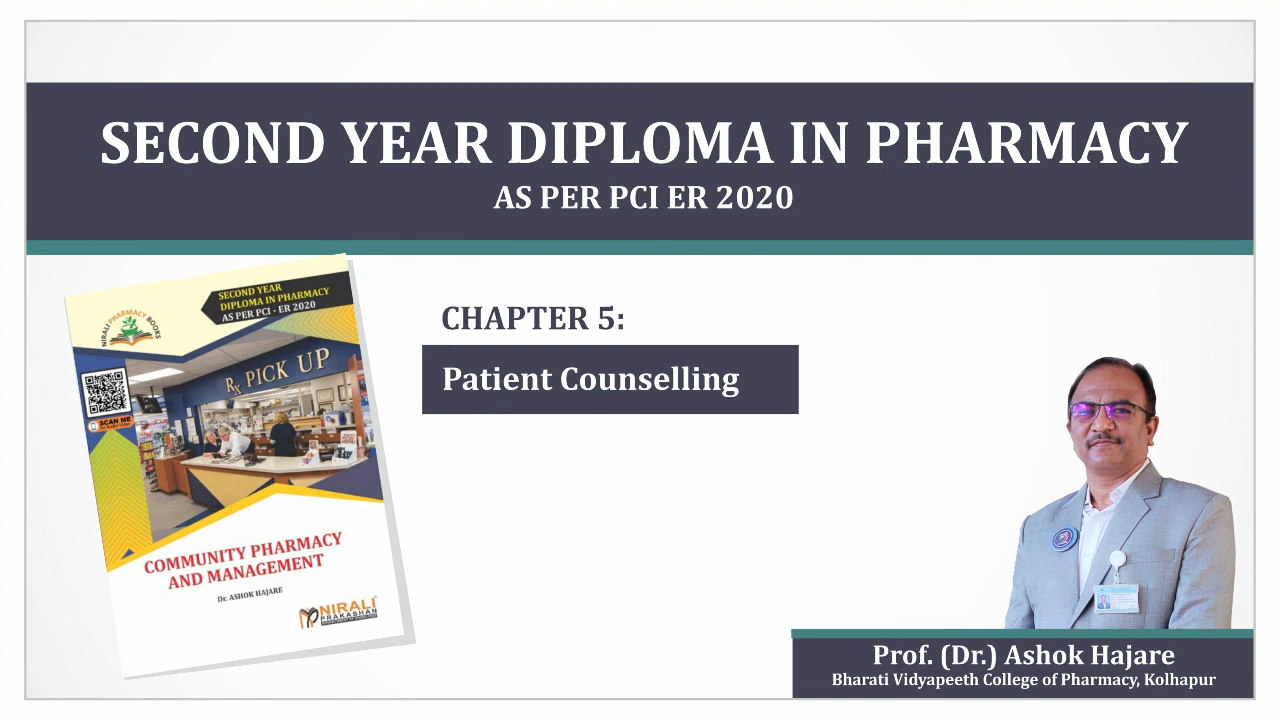 SECOND YEAR DIPLOMA IN PHARMACY
AS PER PCI ER 2020
SECOND YEAR
DIPLOMA IN PHARMACY
AS PER PCI - ER 2020
NIRALI PHARMACY BOOKS
Rx PICK UP
SCAN ME
COMMUNITY PHARMACY
AND MANAGEMENT
Dr. ASHOK HAJARE
NIRALI
PRAKASHAN
CHAPTER 5:
Patient Counselling
Prof. (Dr.) Ashok Hajare
Bharati Vidyapeeth College of Pharmacy, Kolhapur